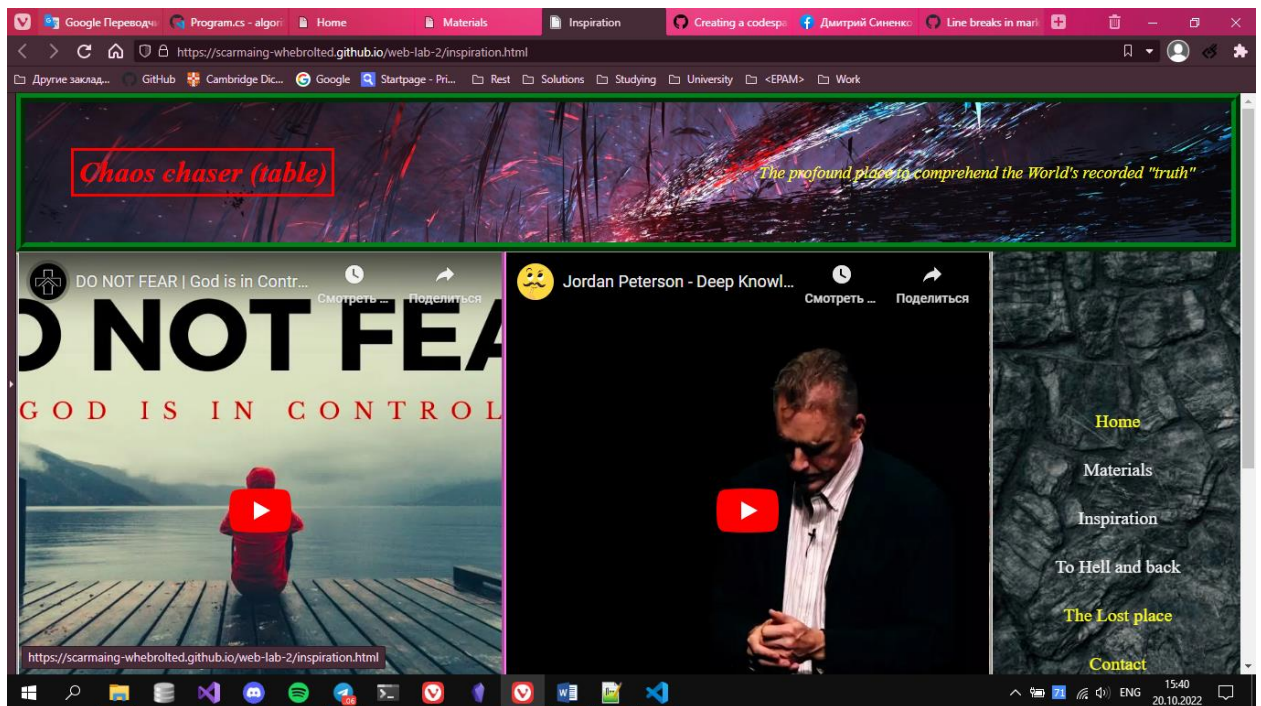 Google Переводч
Program.cs - algori
Home
Materials
Inspiration
Creating a codespa
Дмитрий Синенко
Line breaks in mark
https://scarmaing-whebrolted.github.io/web-lab-2/inspiration.html
Другие заклад...
GitHub
Cambridge Dic...
Google
Startpage - Pri...
Rest
Solutions
Studying
University
<EPAM>
Work
Chaos chaser (table)
The profound place to comprehend the World's recorded "truth"
DO NOT FEAR | God is in Contr...
Смотреть ...
Поделиться
O NOT FEA
GOD IS IN CONTROL
Jordan Peterson - Deep Knowl...
Смотреть ...
Поделиться
Home
Materials
Inspiration
To Hell and back
The Lost place
Contact
https://scarmaing-whebrolted.github.io/web-lab-2/inspiration.html
71
ENG
15:40
20.10.2022